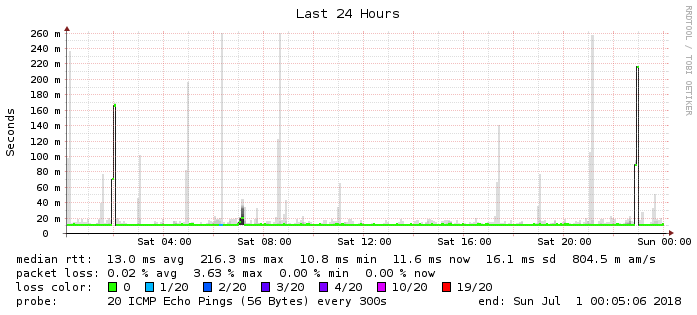 Last 24 Hours
RRDTOOL / TOBI OETIKER
Seconds
260 m
240 m
220 m
200 m
180 m
160 m
140 m
120 m
100 m
80 m
60 m
40 m
20 m
0
Sat 04:00 Sat 08:00 Sat 12:00 Sat 16:00 Sat 20:00 Sun 00:00
median rtt: 13.0 ms avg 216.3 ms max 10.8 ms min 11.6 ms now 16.1 ms sd 804.5 m am/s
packet loss: 0.02 % avg 3.63 % max 0.00 % min 0.00 % now
loss color: 0 1/20 2/20 3/20 4/20 10/20 19/20
probe: 20 ICMP Echo Pings (56 Bytes) every 300s end: Sun Jul 1 00:05:06 2018